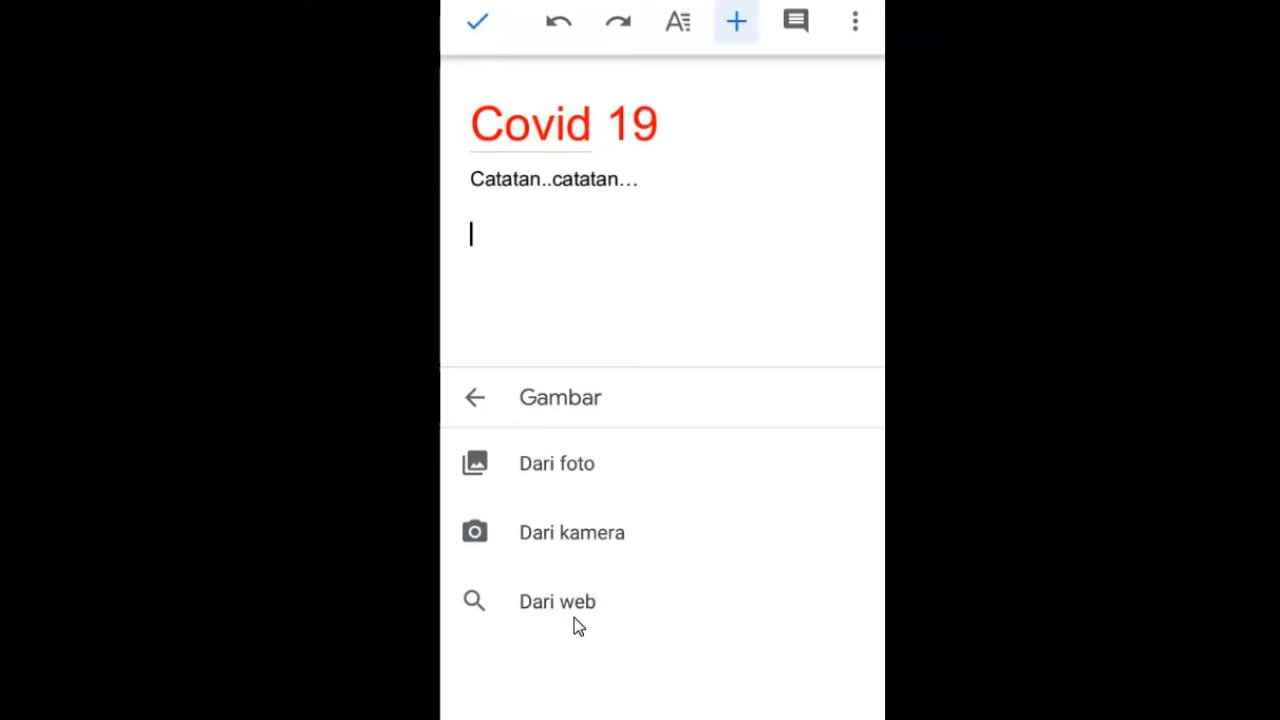 Covid 19
Catatan..catatan...
Gambar
Dari foto
Dari kamera
Dari web